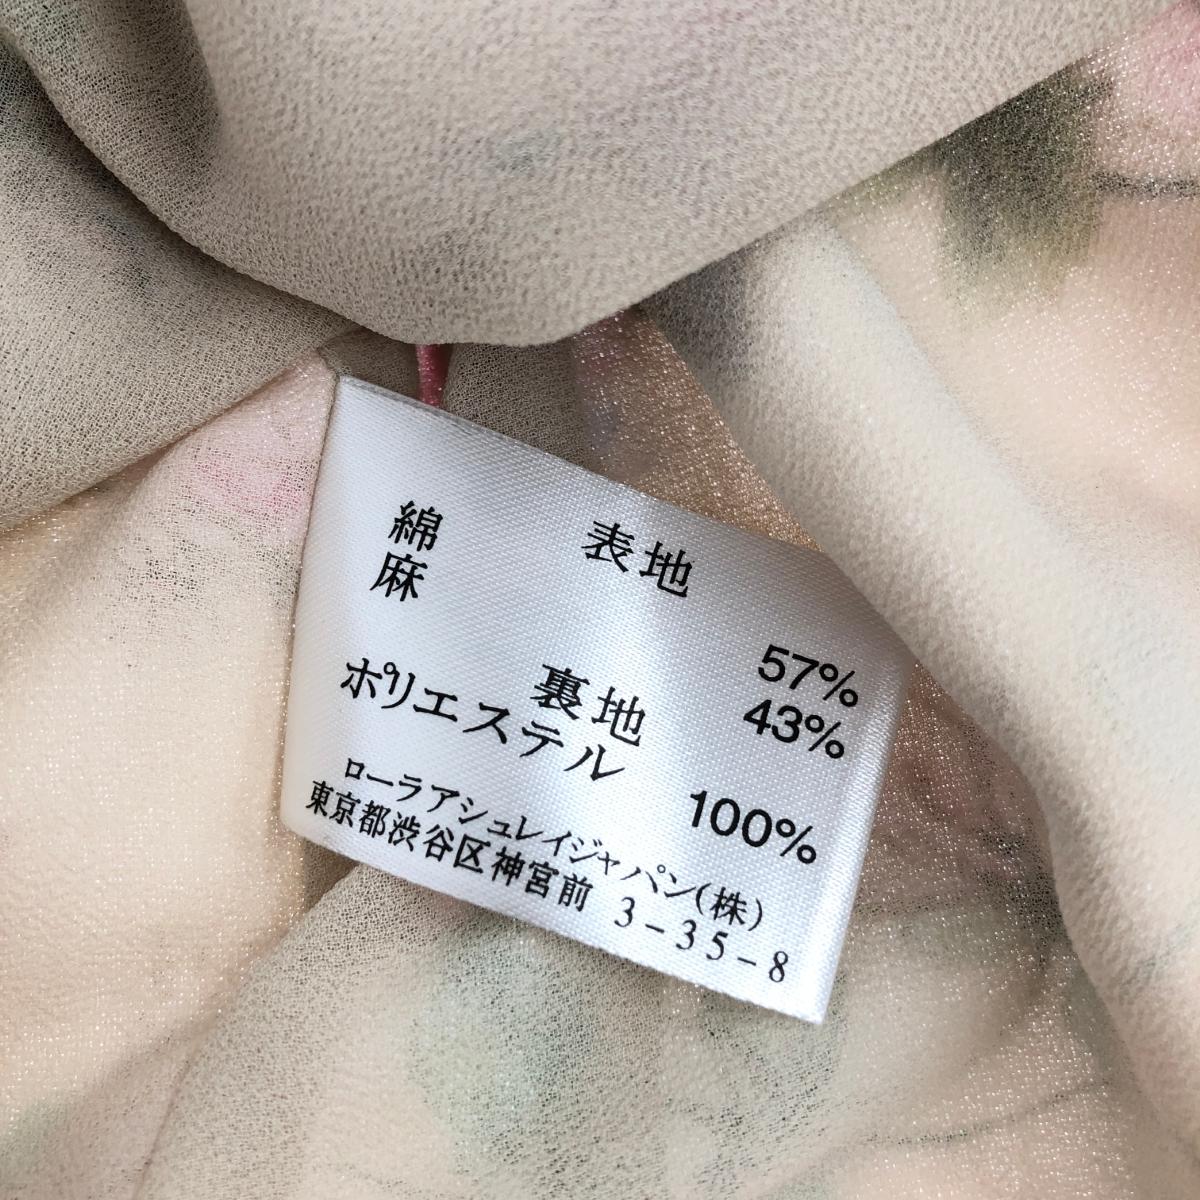 表地
綿 57%
麻 43%
裏地
ポリエステル 100%
ローラアシュレイジャパン(株)
東京都渋谷区神宮前 3-35-8